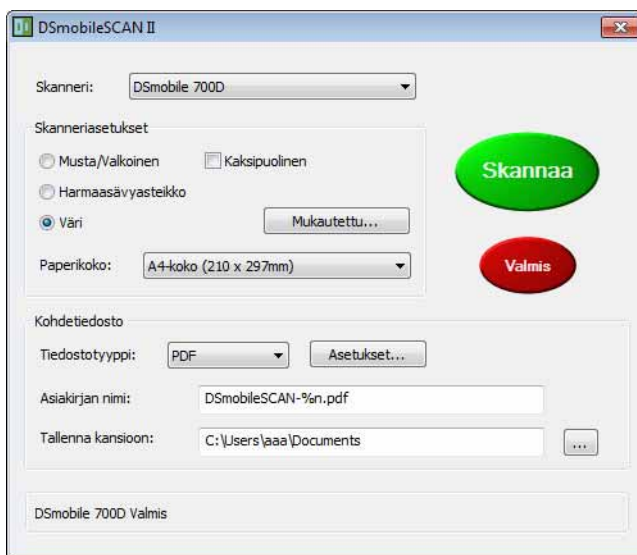 DSmobileSCAN II
Skanneri: DSmobile 700D
Skanneriasetukset
Musta/Valkoinen Kaksipuolinen
Skannaa
Harmaasävyasteikko
Väri Mukautettu...
Paperikoko: A4-koko (210 x 297mm)
Valmis
Kohdetiedosto
Tiedostotyyppi: PDF Asetukset...
Asiakirjan nimi: DSmobileSCAN-%n.pdf
Tallenna kansioon: C:\Users\aaa\Documents ...
DSmobile 700D Valmis